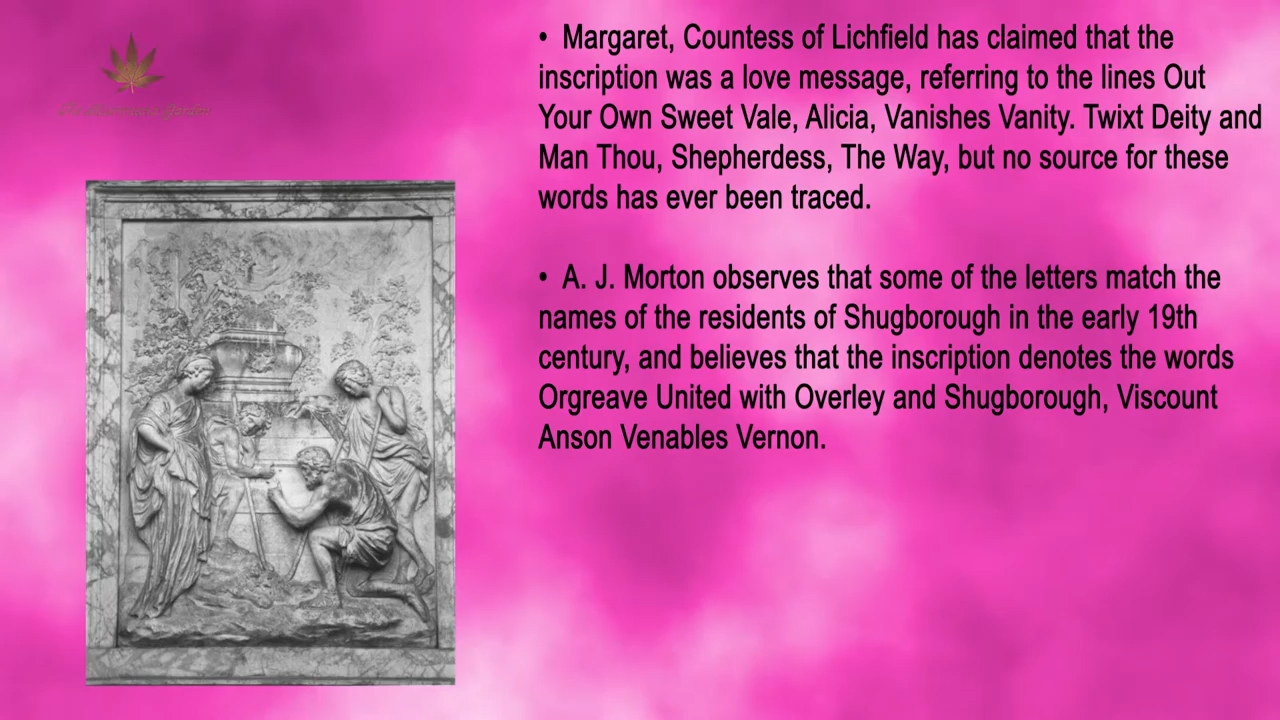 • Margaret, Countess of Lichfield has claimed that the
inscription was a love message, referring to the lines Out
Your Own Sweet Vale, Alicia, Vanishes Vanity. Twixt Deity and
Man Thou, Shepherdess, The Way, but no source for these
words has ever been traced.
• A. J. Morton observes that some of the letters match the
names of the residents of Shugborough in the early 19th
century, and believes that the inscription denotes the words
Orgreave United with Overley and Shugborough, Viscount
Anson Venables Vernon.